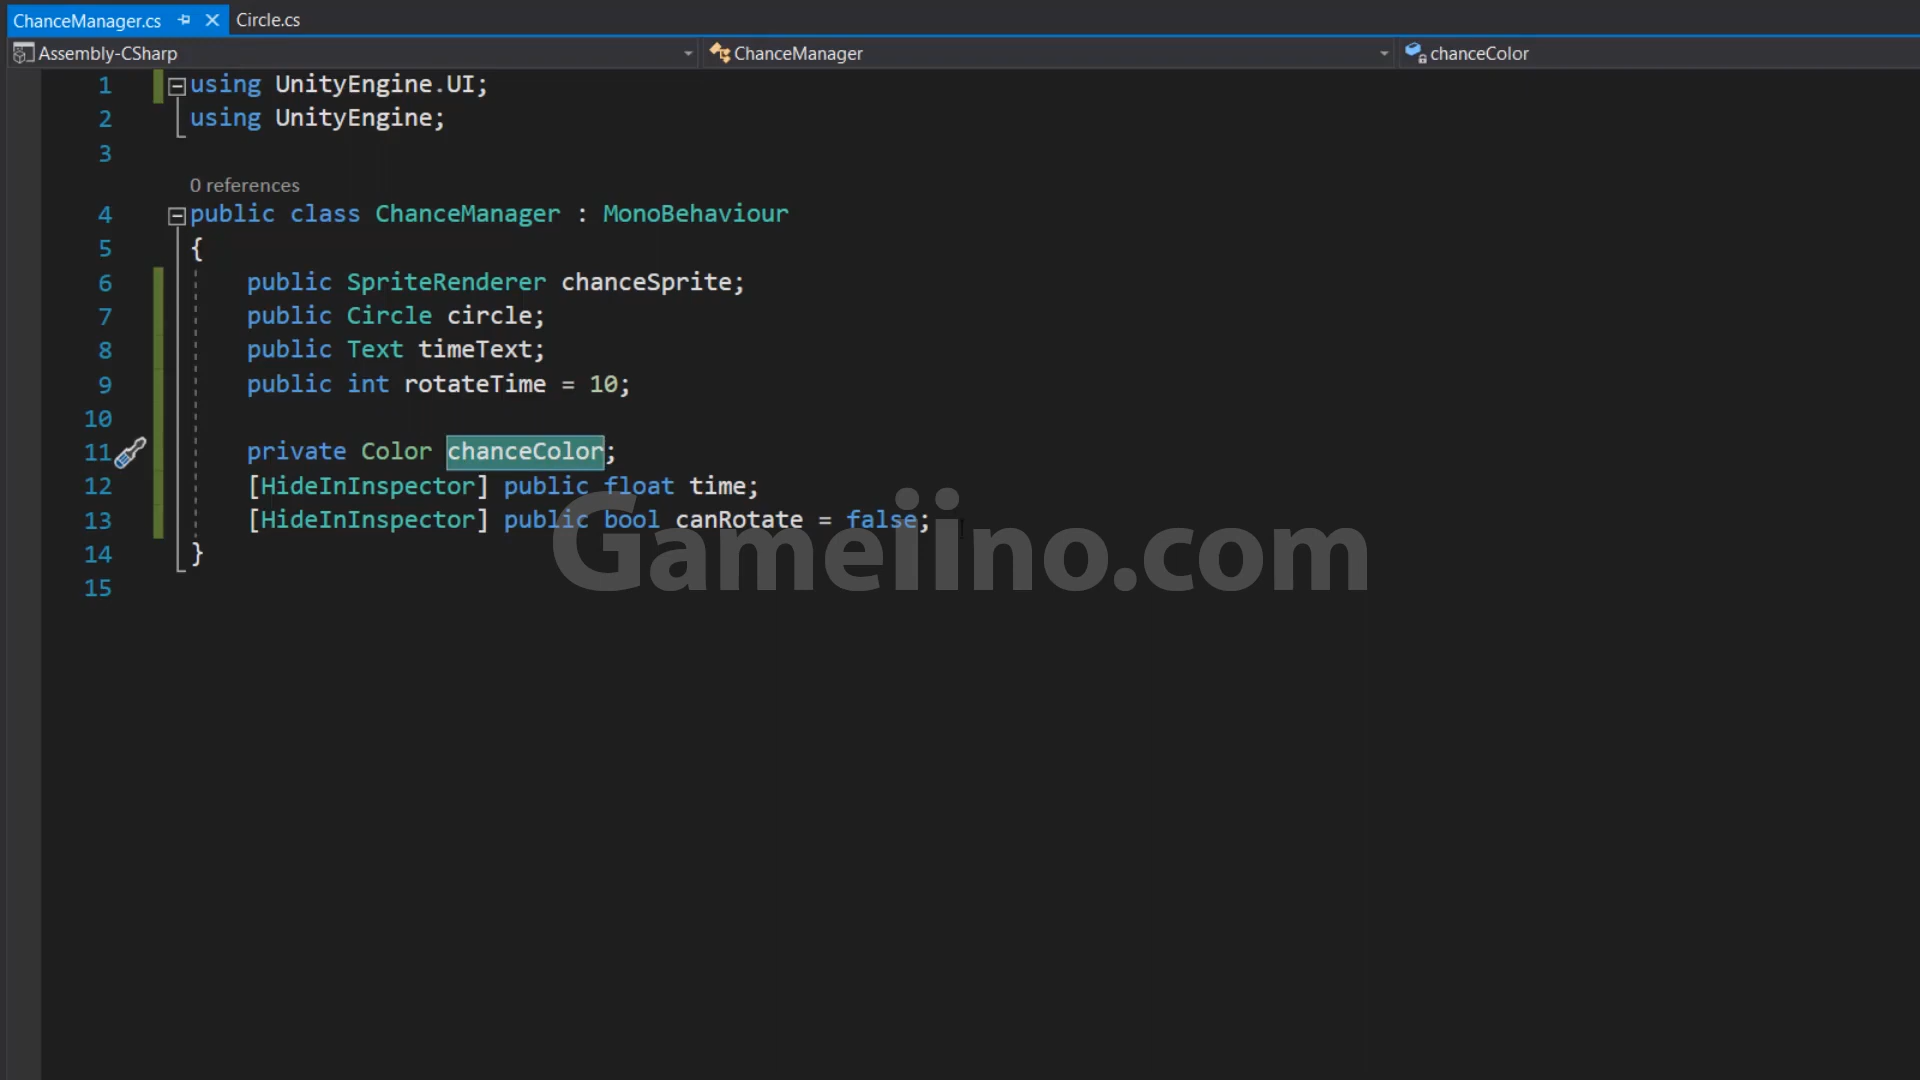 ChanceManager.cs Circle.cs
Assembly-CSharp ChanceManager chanceColor
1 using UnityEngine.UI;
2 using UnityEngine;
3
0 references
4 public class ChanceManager : MonoBehaviour
5 {
6 public SpriteRenderer chanceSprite;
7 public Circle circle;
8 public Text timeText;
9 public int rotateTime = 10;
10
11 private Color chanceColor;
12 [HideInInspector] public float time;
13 [HideInInspector] public bool canRotate = false;
14 }
15
Gameiino.com